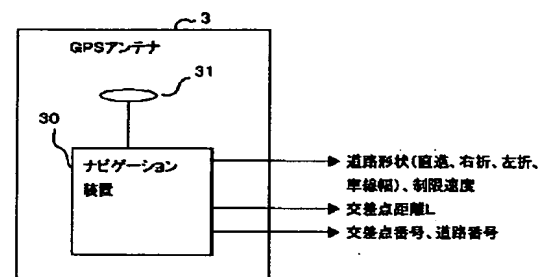 3
GPSアンテナ
31
30
ナビゲーション
装置
道路形状(直進、右折、左折、
車線幅)、制限速度
交差点距離L
交差点番号、道路番号